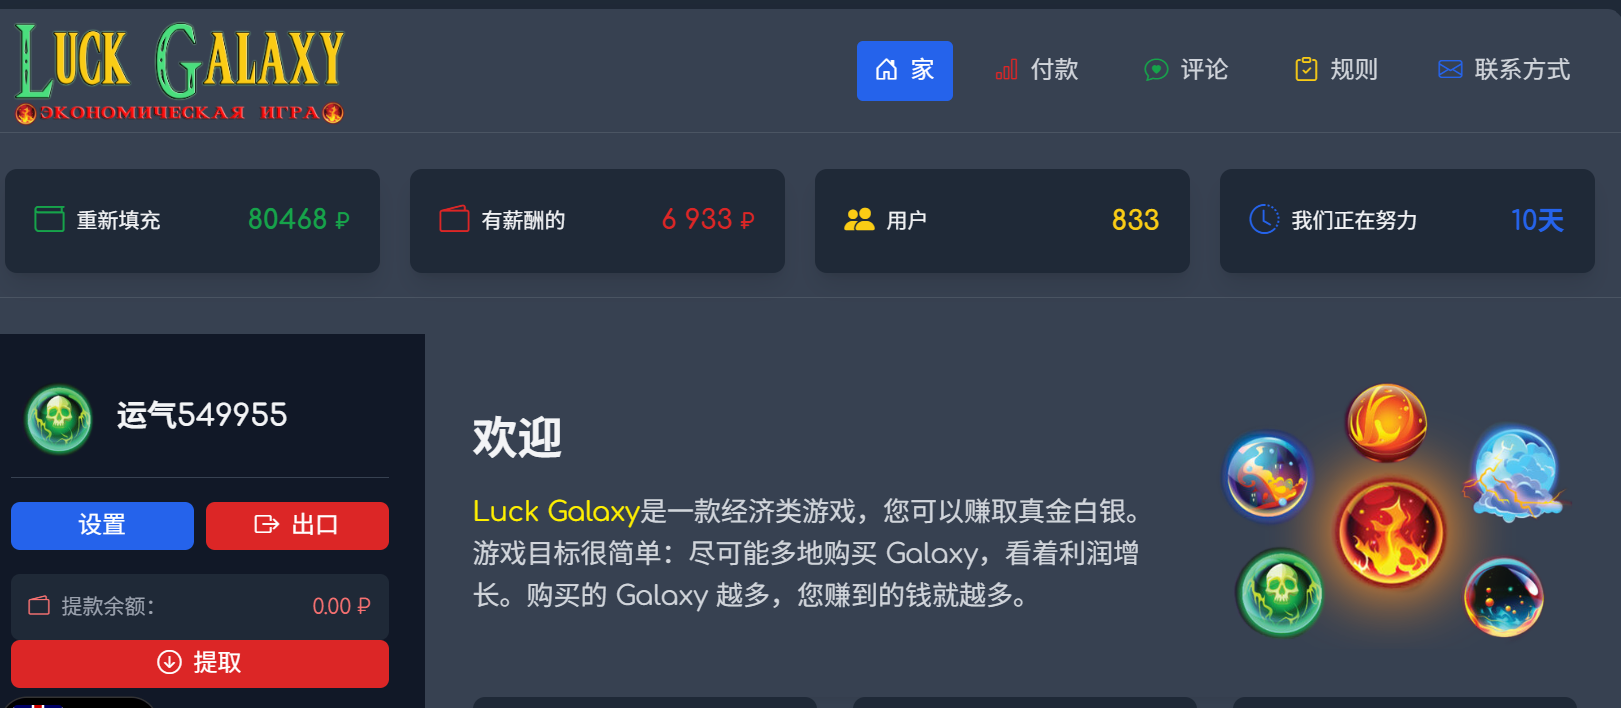 LUCK GALAXY
ЭКОНОМИЧЕСКАЯ ИГРА
家
付款
评论
规则
联系方式
重新填充 80468 ₽
有薪酬的 6 933 ₽
用户 833
我们正在努力 10天
运气549955
设置
出口
提款余额: 0.00 ₽
提取
欢迎
Luck Galaxy是一款经济类游戏，您可以赚取真金白银。
游戏目标很简单：尽可能多地购买 Galaxy，看着利润增
长。购买的 Galaxy 越多，您赚到的钱就越多。